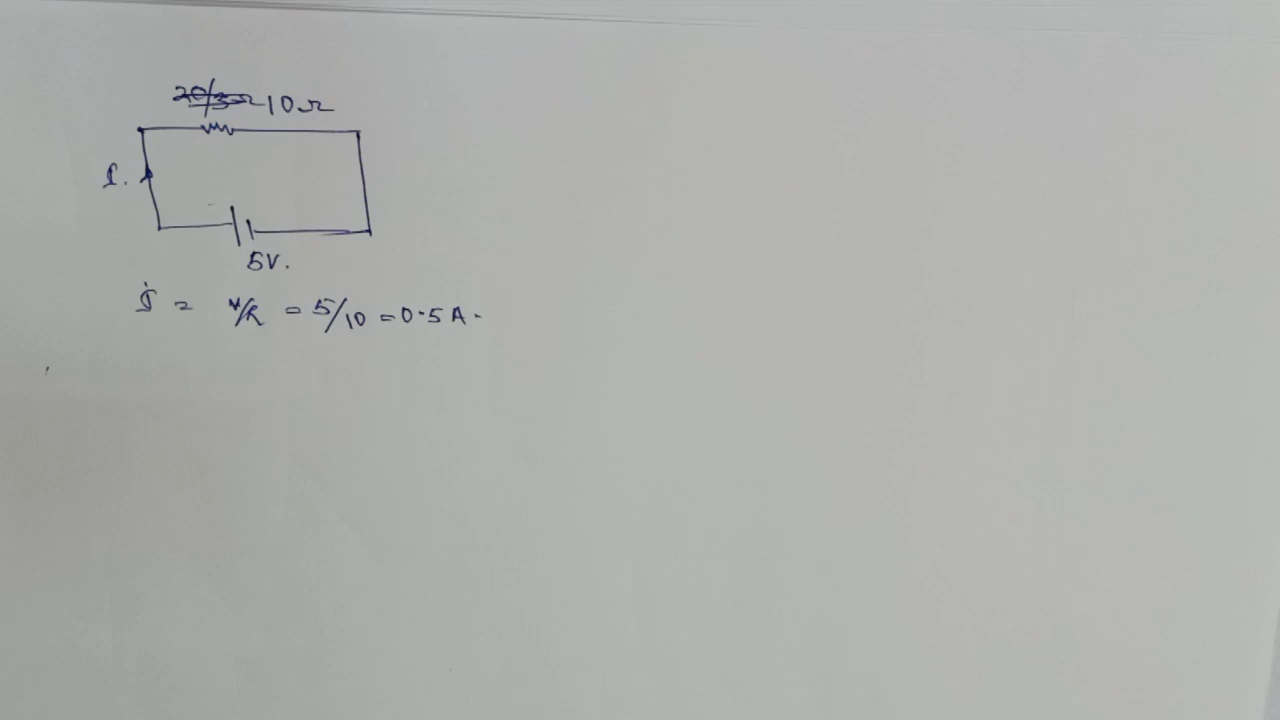 20/3Ω 10Ω
I.
5V.
I = V/R = 5/10 = 0.5 A.